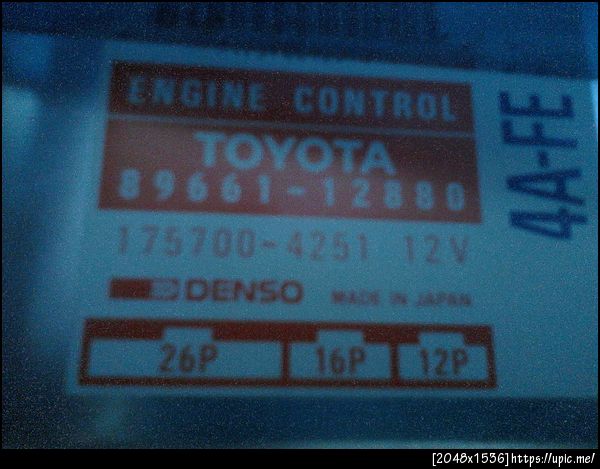 ENGINE CONTROL
TOYOTA
89661-12880
175700-4251 12V
DENSO MADE IN JAPAN
26P 16P 12P
4A-FE
[2048x1536]https://upic.me/